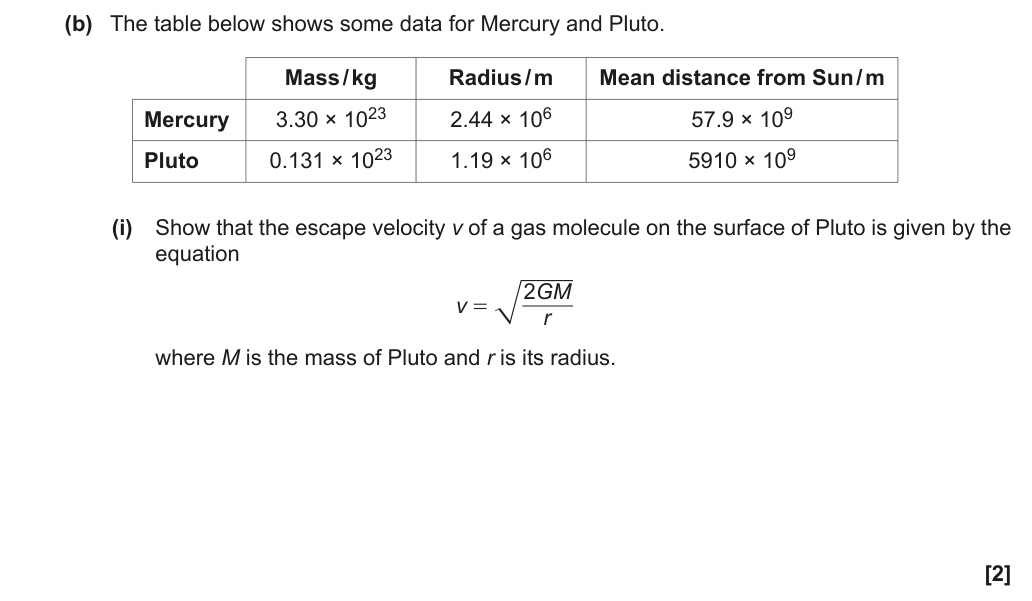 (b) The table below shows some data for Mercury and Pluto.
Mass/kg Radius/m Mean distance from Sun/m
Mercury 3.30 × 10²³ 2.44 × 10⁶ 57.9 × 10⁹
Pluto 0.131 × 10²³ 1.19 × 10⁶ 5910 × 10⁹
(i) Show that the escape velocity v of a gas molecule on the surface of Pluto is given by the
equation
v = √(2GM/r)
where M is the mass of Pluto and r is its radius.
[2]